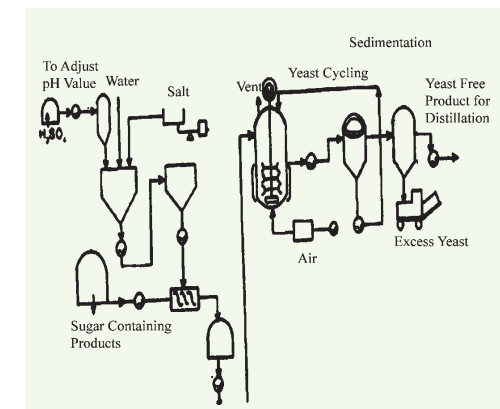 Sedimentation
To Adjust
pH Value
Water
Salt
H₂SO₄
Vent
Yeast Cycling
Yeast Free
Product for
Distillation
Air
Excess Yeast
Sugar Containing
Products